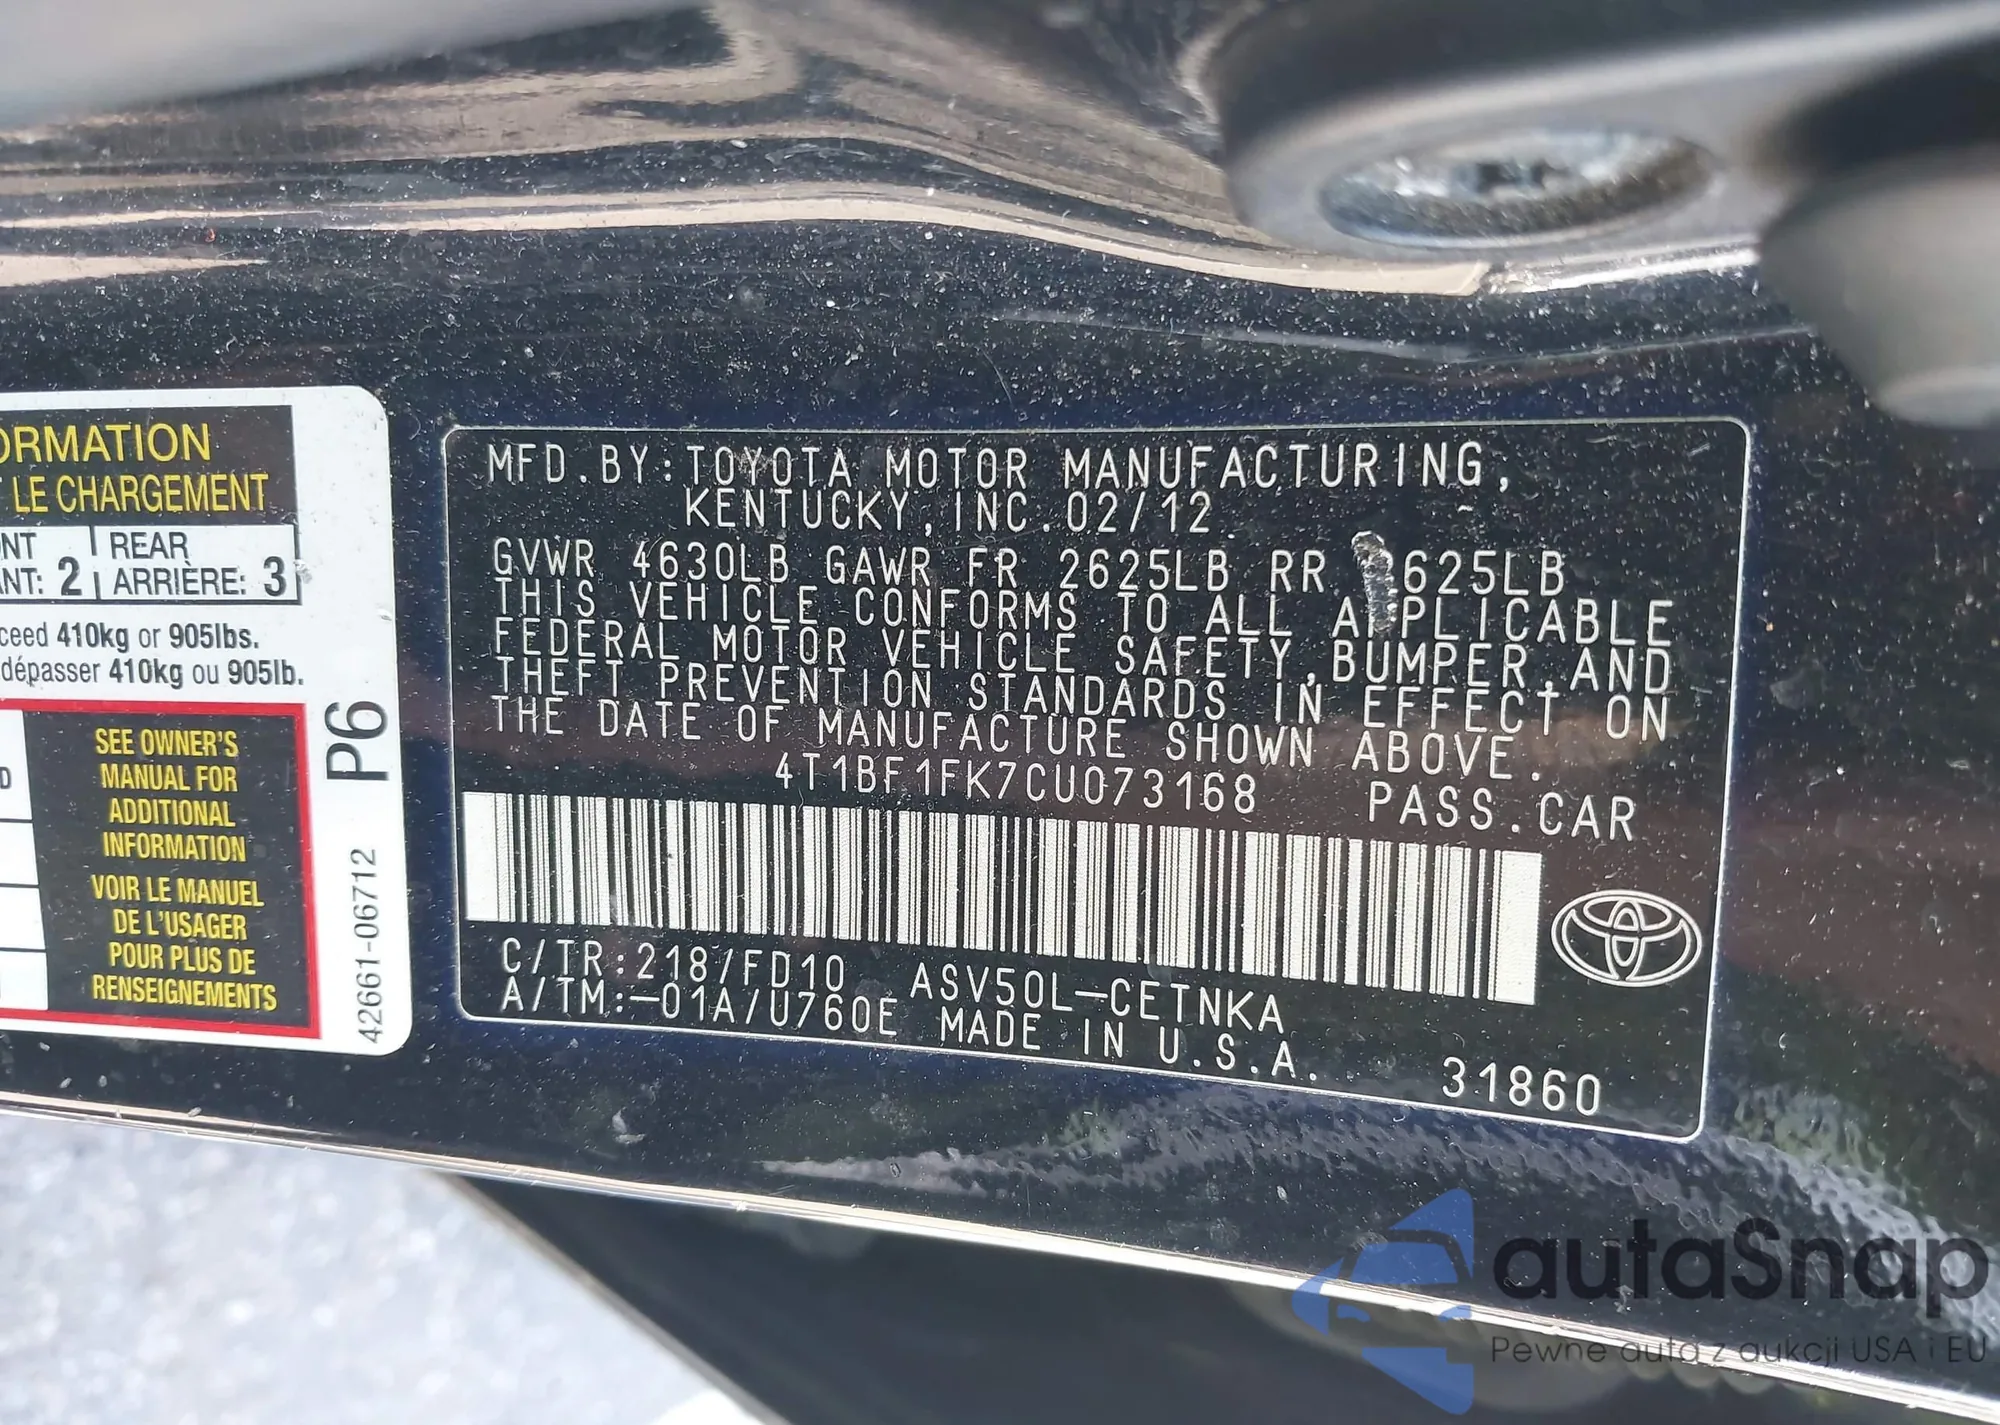 ORMATION
LE CHARGEMENT
NT
REAR
ANT: 2
ARRIÈRE: 3
ceed 410kg or 905lbs.
dépasser 410kg ou 905lb.
D
SEE OWNER'S
MANUAL FOR
ADDITIONAL
INFORMATION
VOIR LE MANUEL
DE L'USAGER
POUR PLUS DE
RENSEIGNEMENTS
P6
42661-06712
MFD.BY:TOYOTA MOTOR MANUFACTURING,
KENTUCKY,INC.02/12
GVWR 4630LB GAWR FR 2625LB RR 625LB
THIS VEHICLE CONFORMS TO ALL APPLICABLE
FEDERAL MOTOR VEHICLE SAFETY,BUMPER,AND
THEFT PREVENTION STANDARDS IN EFFECT ON
THE DATE OF MANUFACTURE SHOWN ABOVE.
4T1BF1FK7CU073168 PASS.CAR
C/TR:218/FD10 ASV50L-CETNKA
A/TM:-01A/U760E MADE IN U.S.A.
31860
autaSnap
Pewne auta z aukcji USA i EU